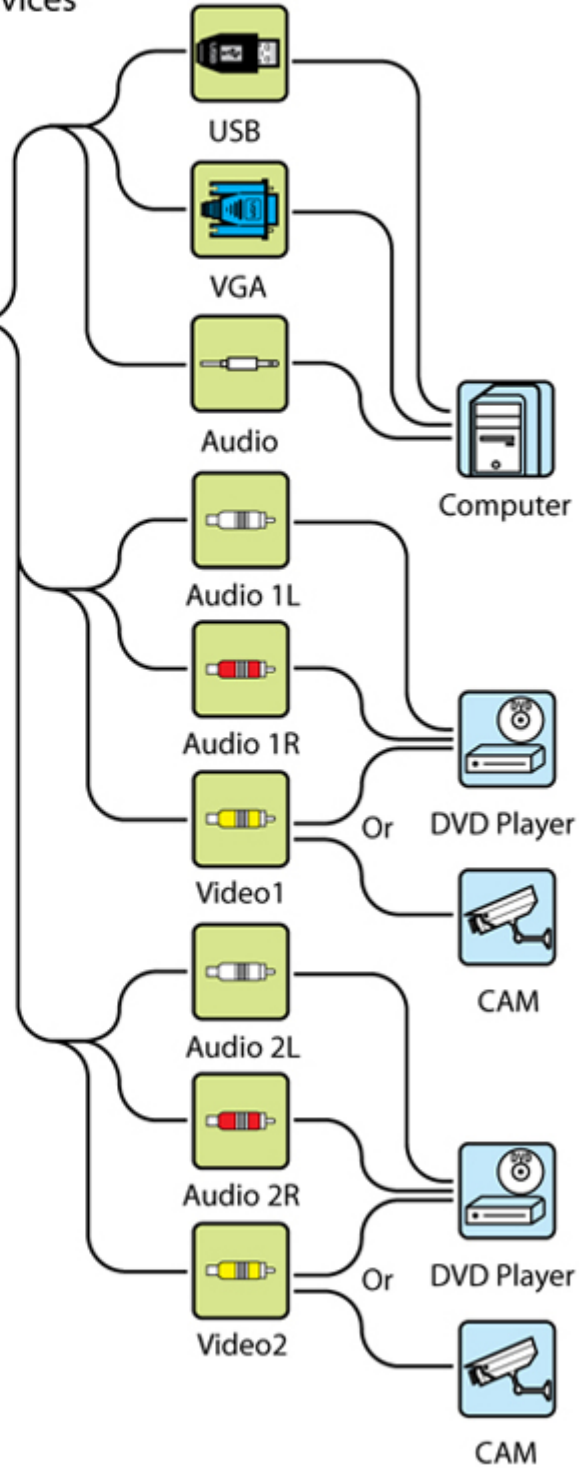 USB
VGA
Audio
Computer
Audio 1L
Audio 1R
Or
DVD Player
Video1
CAM
Audio 2L
Audio 2R
Or
DVD Player
Video2
CAM